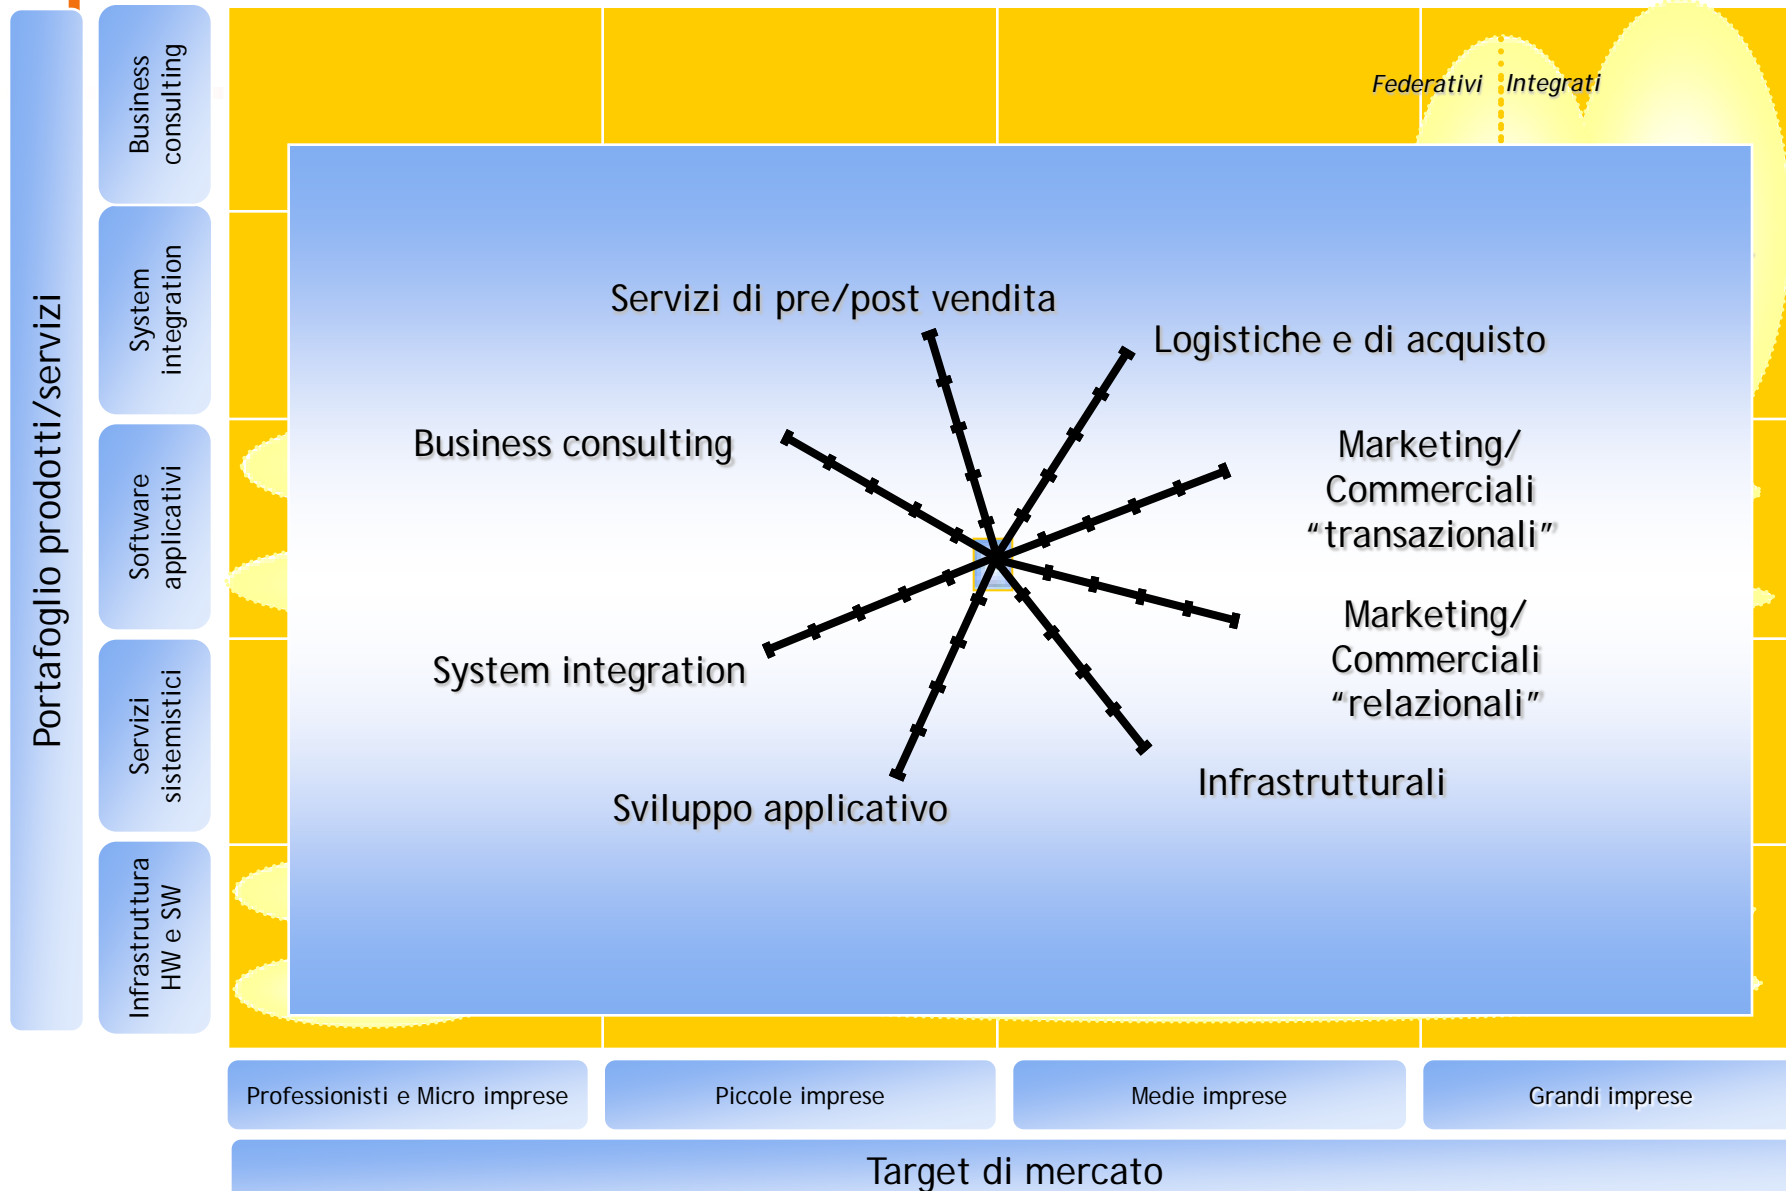 Portafoglio prodotti/servizi
Business
consulting
System
integration
Software
applicativi
Servizi
sistemistici
Infrastruttura
HW e SW
Federativi
Integrati
Servizi di pre/post vendita
Logistiche e di acquisto
Business consulting
Marketing/
Commerciali
“transazionali”
System integration
Marketing/
Commerciali
“relazionali”
Sviluppo applicativo
Infrastrutturali
Professionisti e Micro imprese
Piccole imprese
Medie imprese
Grandi imprese
Target di mercato